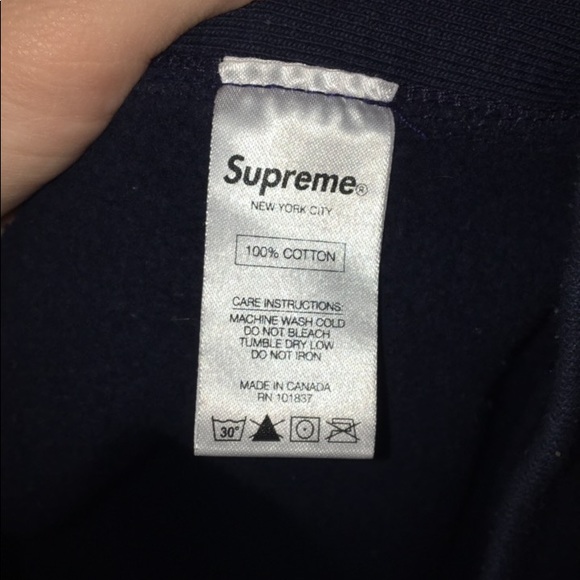 Supreme®
NEW YORK CITY
100% COTTON
CARE INSTRUCTIONS:
MACHINE WASH COLD
DO NOT BLEACH
TUMBLE DRY LOW
DO NOT IRON
MADE IN CANADA
RN 101837
30°